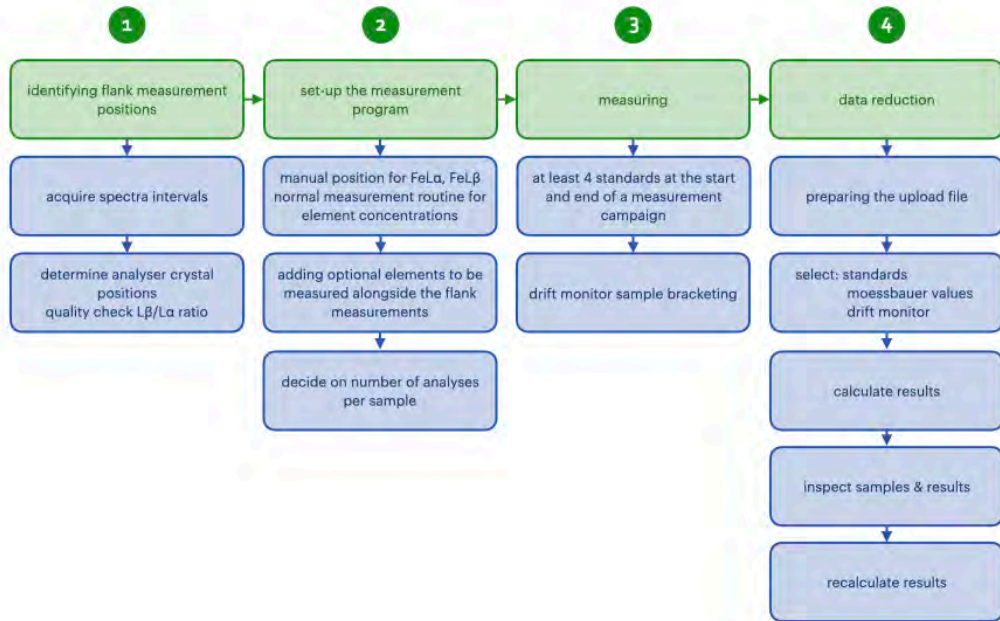 1
identifying flank measurement
positions
acquire spectra intervals
determine analyser crystal
positions
quality check Lβ/Lα ratio
2
set-up the measurement
program
manual position for FeLα, FeLβ
normal measurement routine for
element concentrations
adding optional elements to be
measured alongside the flank
measurements
decide on number of analyses
per sample
3
measuring
at least 4 standards at the start
and end of a measurement
campaign
drift monitor sample bracketing
4
data reduction
preparing the upload file
select: standards
moessbauer values
drift monitor
calculate results
inspect samples & results
recalculate results